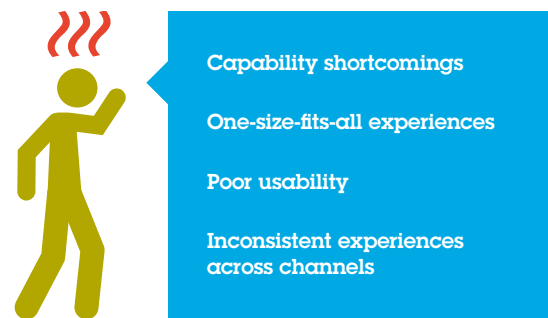 Capability shortcomings
One-size-fits-all experiences
Poor usability
Inconsistent experiences
across channels